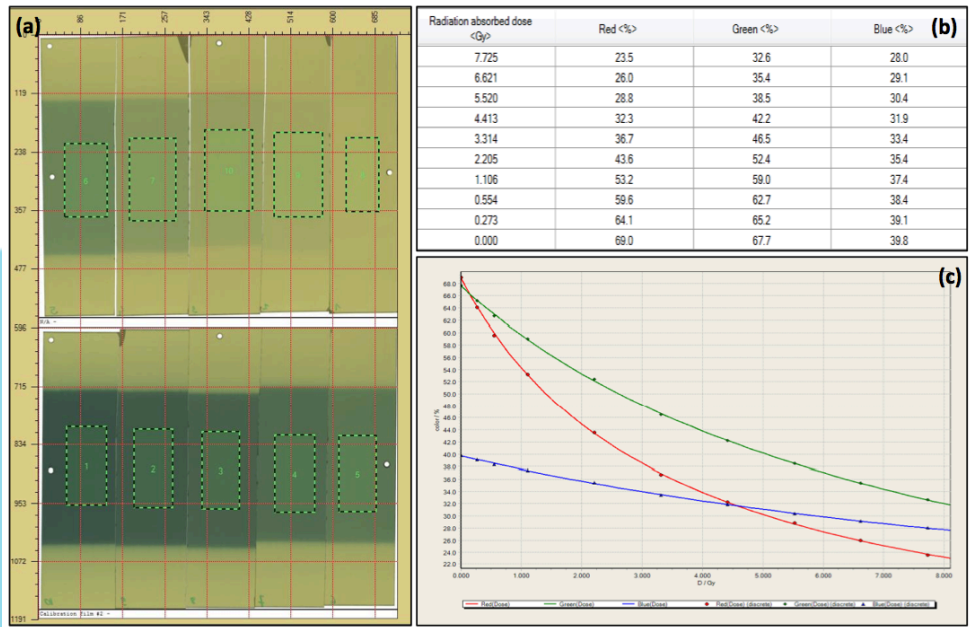 (a)
86 171 257 343 428 514 600 685
119
238
357
477
596
715
834
953
1072
1191
6 7 10
1 2 3 4 5
Calibration film #2 -
(b)
Radiation absorbed dose <Gy> Red <%> Green <%> Blue <%>
7.725 23.5 32.6 28.0
6.621 26.0 35.4 29.1
5.520 28.8 38.5 30.4
4.413 32.3 42.2 31.9
3.314 36.7 46.5 33.4
2.205 43.6 52.4 35.4
1.106 53.2 59.0 37.4
0.554 59.6 62.7 38.4
0.273 64.1 65.2 39.1
0.000 69.0 67.7 39.8
(c)
color / %
68.0
66.0
64.0
62.0
60.0
58.0
56.0
54.0
52.0
50.0
48.0
46.0
44.0
42.0
40.0
38.0
36.0
34.0
32.0
30.0
28.0
26.0
24.0
22.0
0.000 1.000 2.000 3.000 4.000 5.000 6.000 7.000 8.000
D / Gy
Red(Dose) Green(Dose) Blue(Dose) Red(Dose) (discrete) Green(Dose) (discrete) Blue(Dose) (discrete)